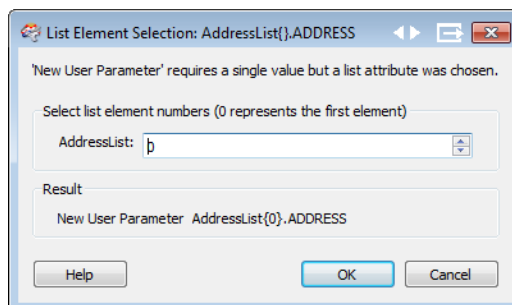 List Element Selection: AddressList{}.ADDRESS
'New User Parameter' requires a single value but a list attribute was chosen.
Select list element numbers (0 represents the first element)
AddressList: 0
Result
New User Parameter AddressList{0}.ADDRESS
Help OK Cancel